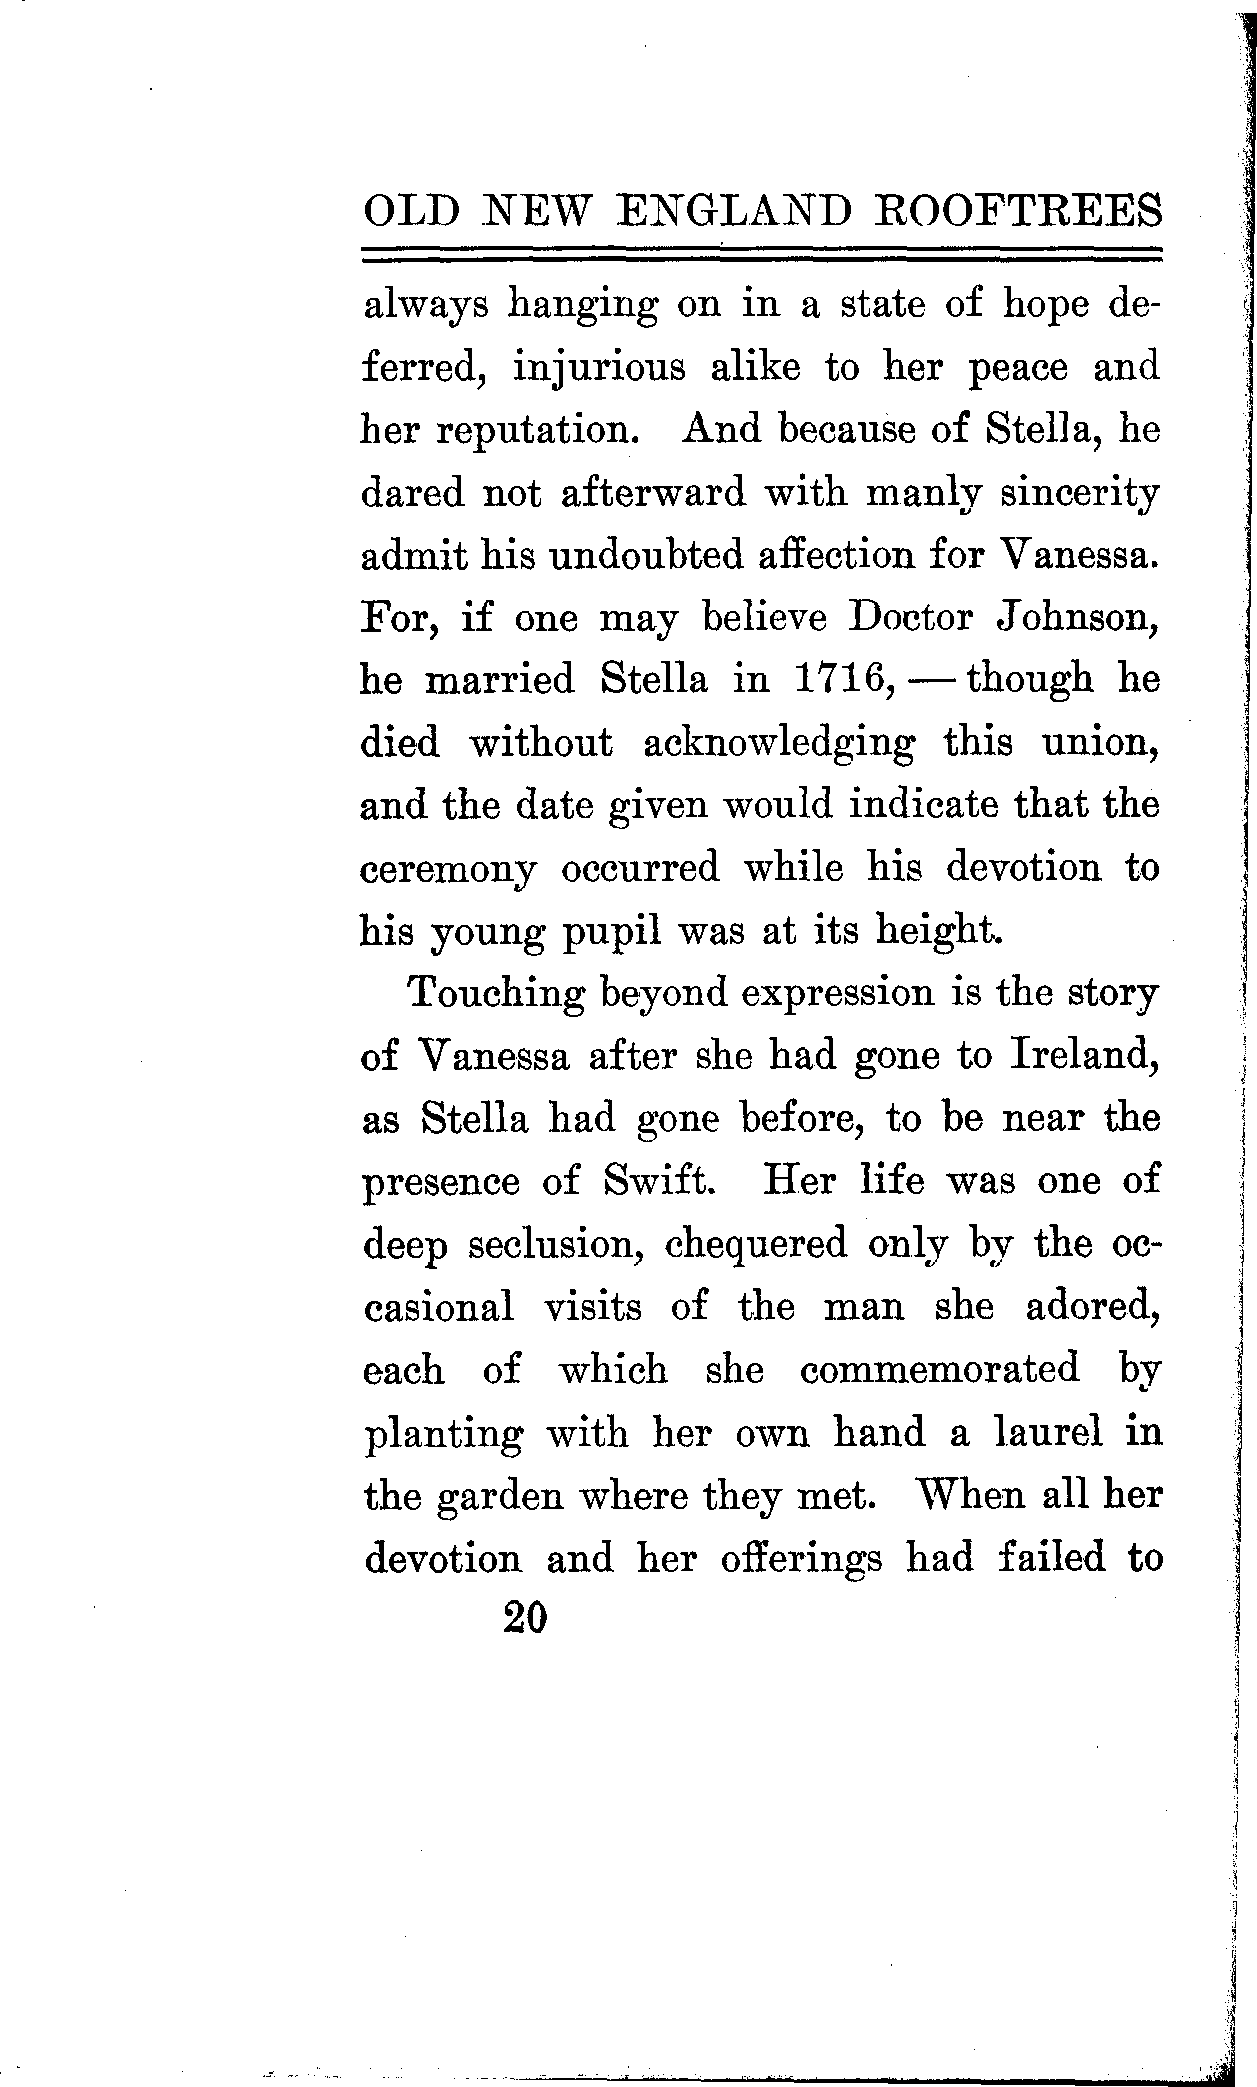 OLD NEW ENGLAND ROOFTREES
always hanging on in a state of hope de-
ferred, injurious alike to her peace and
her reputation. And because of Stella, he
dared not afterward with manly sincerity
admit his undoubted affection for Vanessa.
For, if one may believe Doctor Johnson,
he married Stella in 1716, — though he
died without acknowledging this union,
and the date given would indicate that the
ceremony occurred while his devotion to
his young pupil was at its height.
Touching beyond expression is the story
of Vanessa after she had gone to Ireland,
as Stella had gone before, to be near the
presence of Swift. Her life was one of
deep seclusion, chequered only by the oc-
casional visits of the man she adored,
each of which she commemorated by
planting with her own hand a laurel in
the garden where they met. When all her
devotion and her offerings had failed to
20